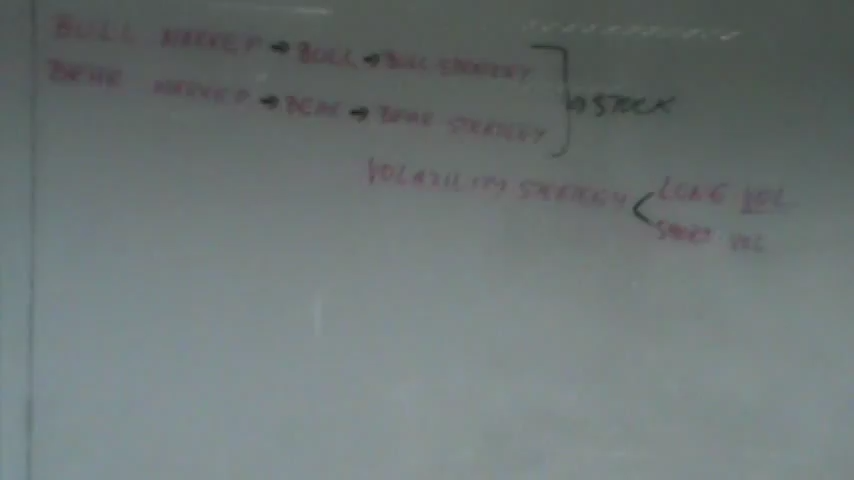 BULL MARKET → BULL → BULL STRATEGY
BEAR MARKET → BEAR → BEAR STRATEGY
→ STOCK
VOLATILITY STRATEGY < LONG VOL
SHORT VOL